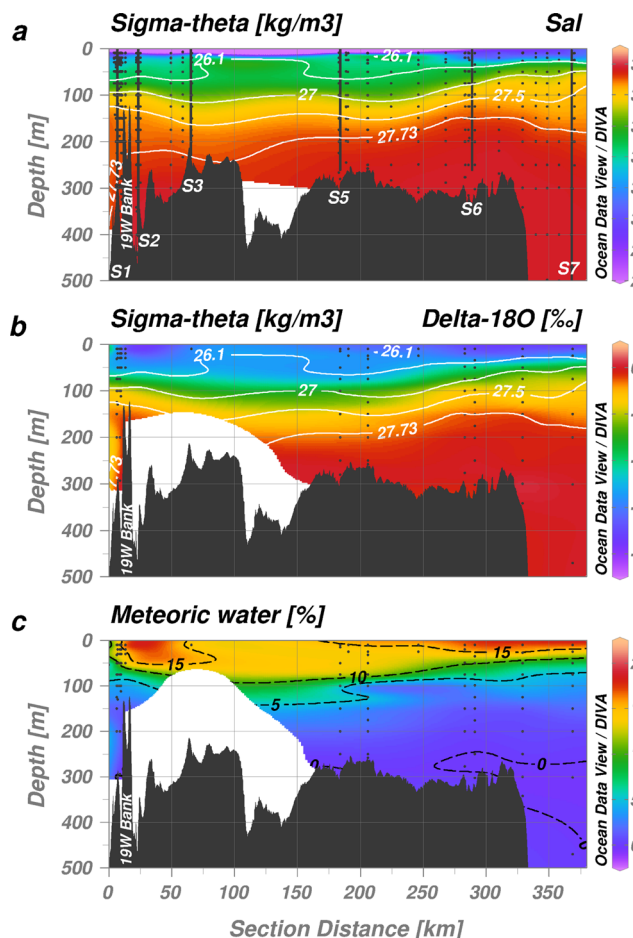 a Sigma-theta [kg/m3] Sal
0
100
200
300
400
500
Depth [m]
26.1
-26.1
27
27.5
27.73
27.73
19W Bank
S1
S2
S3
S5
S6
S7
Ocean Data View / DIVA
b Sigma-theta [kg/m3] Delta-18O [‰]
0
100
200
300
400
500
Depth [m]
26.1
-26.1
27
27.5
27.73
27.73
19W Bank
Ocean Data View / DIVA
c Meteoric water [%]
0
100
200
300
400
500
Depth [m]
15
15
10
5
0
0
19W Bank
Ocean Data View / DIVA
0 50 100 150 200 250 300 350
Section Distance [km]